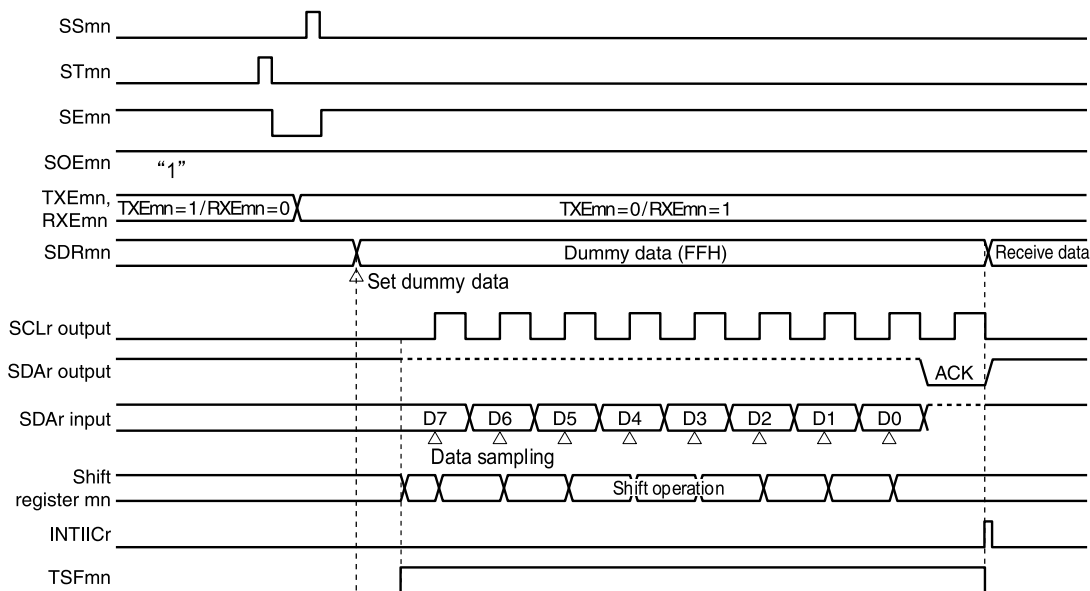 SSmn
STmn
SEmn
SOEmn
“1”
TXEmn,
RXEmn
TXEmn=1/RXEmn=0
TXEmn=0/RXEmn=1
SDRmn
Dummy data (FFH)
Receive data
Set dummy data
SCLr output
SDAr output
ACK
SDAr input
D7 D6 D5 D4 D3 D2 D1 D0
Data sampling
Shift
register mn
Shift operation
INTIICr
TSFmn